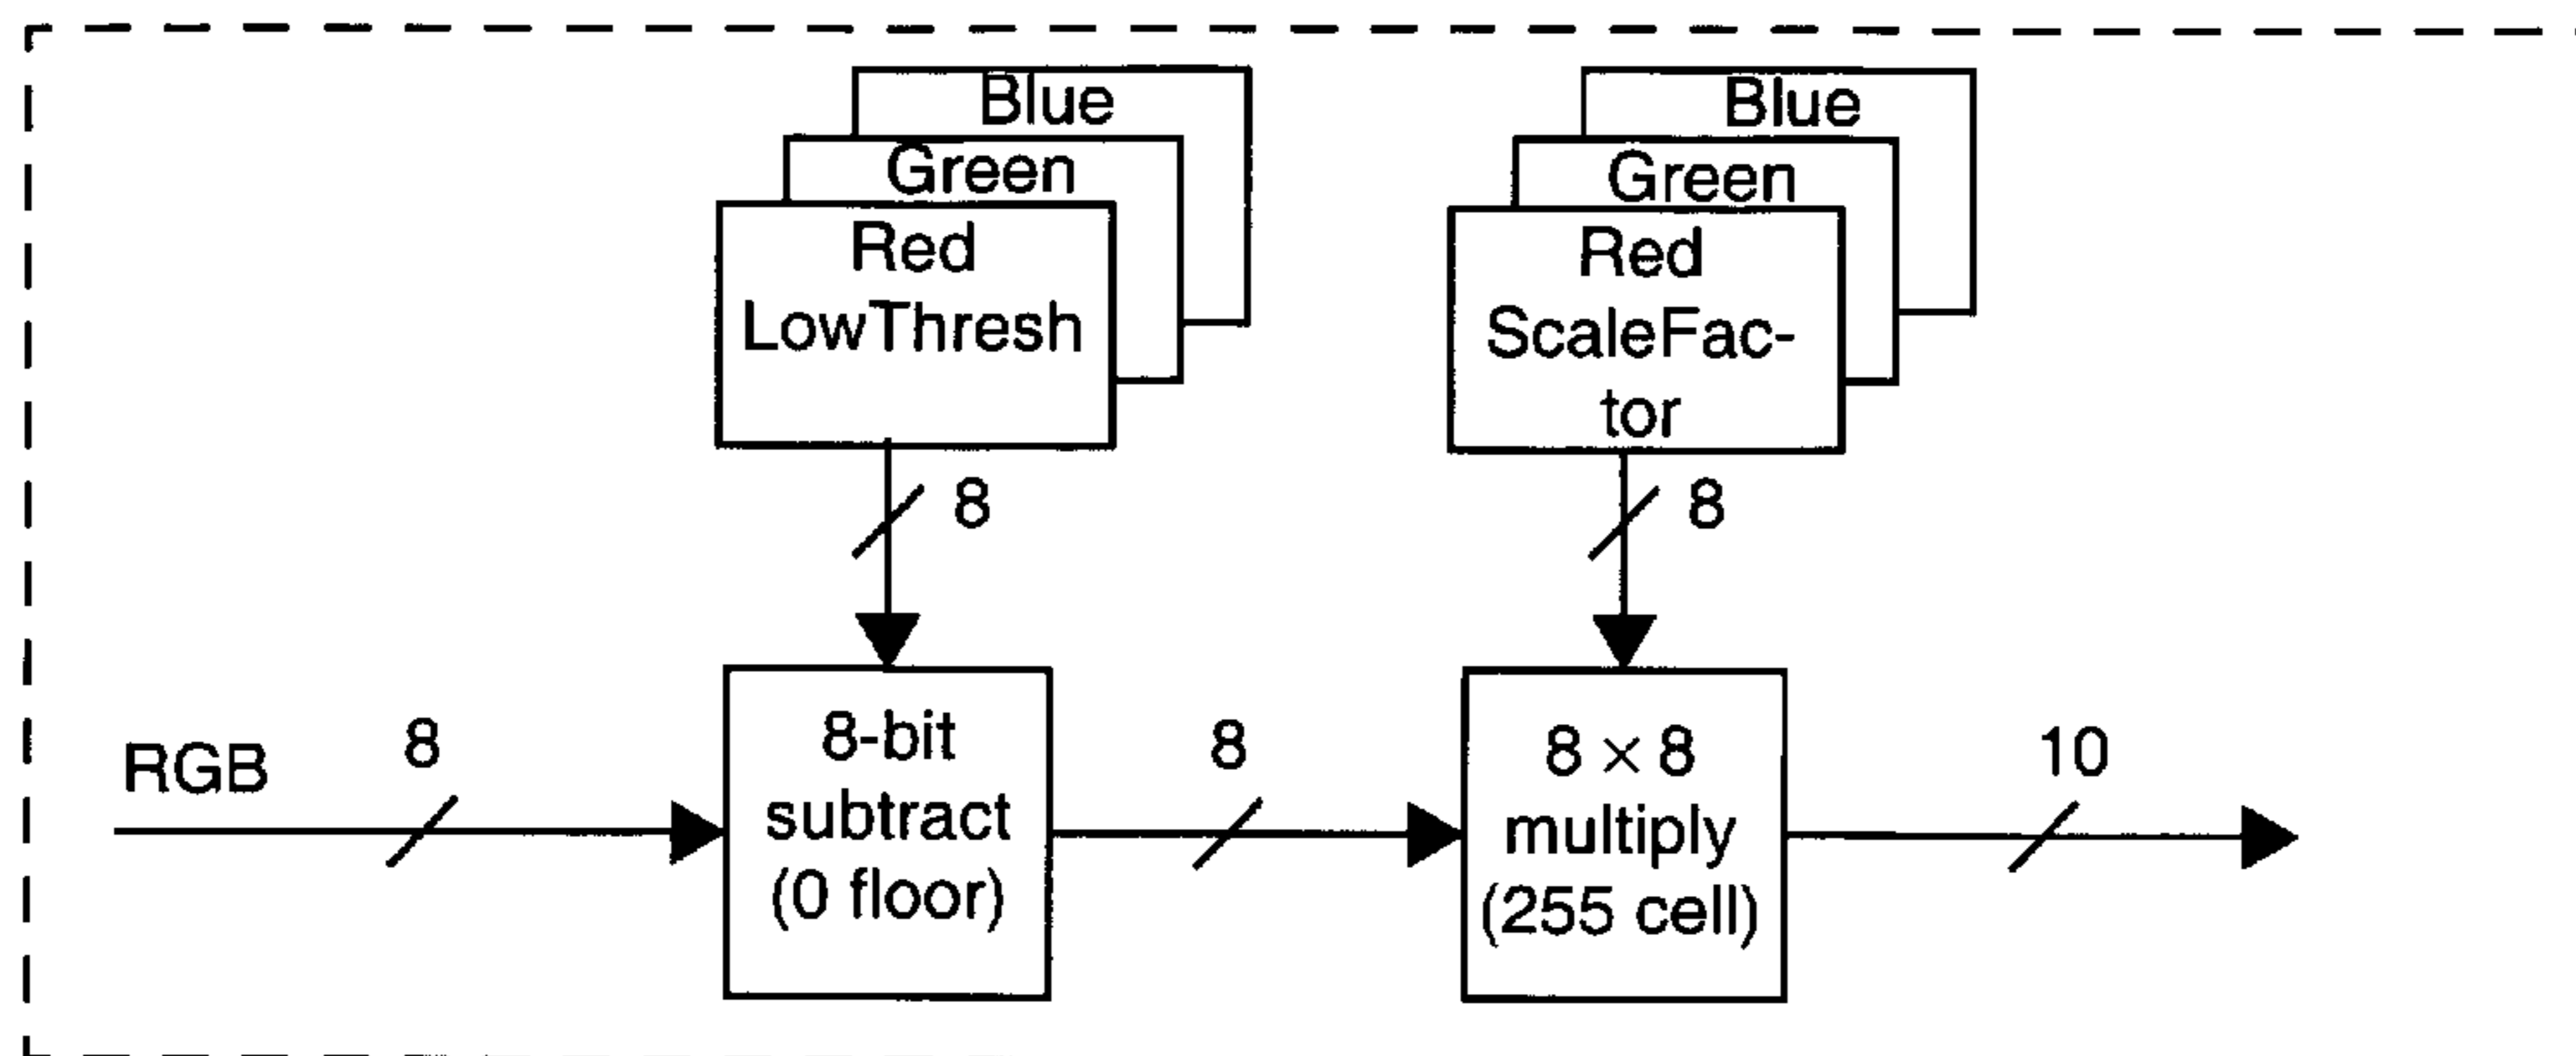 Blue
Green
Red
LowThresh
8
Blue
Green
Red
ScaleFac-
tor
8
RGB
8
8-bit
subtract
(0 floor)
8
8 × 8
multiply
(255 cell)
10